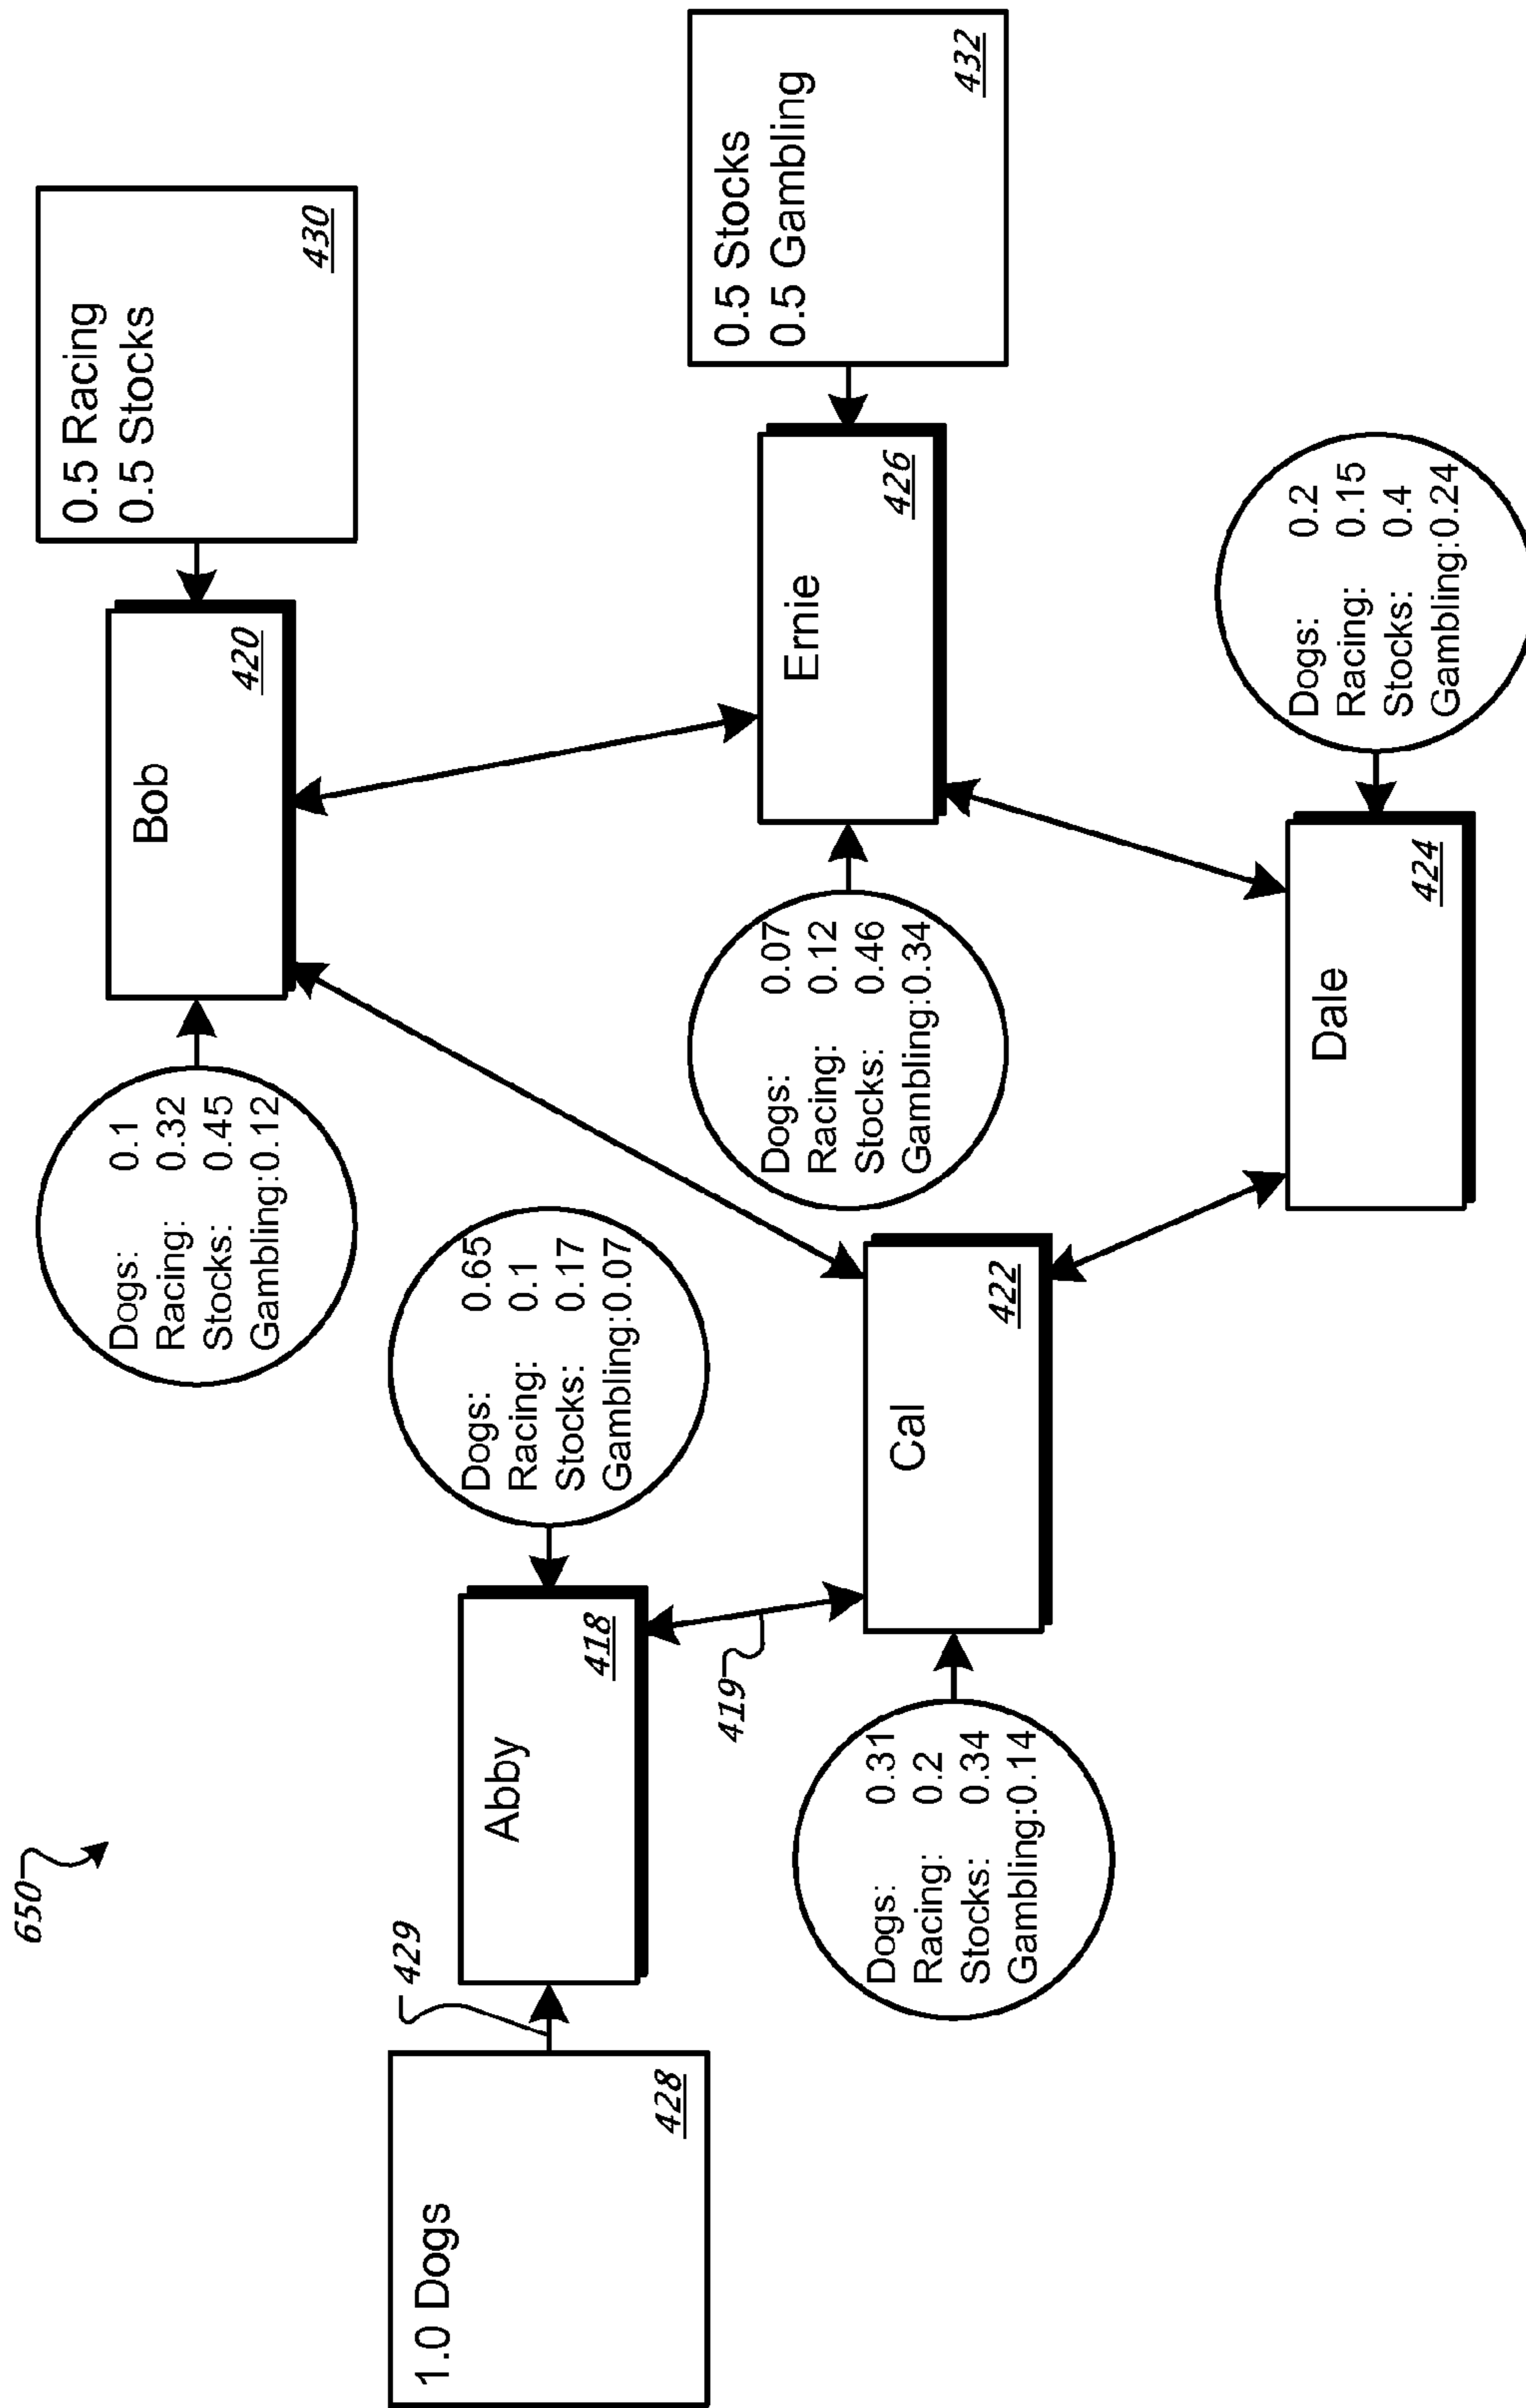 650
Dogs: 0.1
Racing: 0.32
Stocks: 0.45
Gambling:0.12
Bob
420
0.5 Racing
0.5 Stocks
430
1.0 Dogs
428
429
Abby
418
Dogs: 0.65
Racing: 0.1
Stocks: 0.17
Gambling:0.07
419
Dogs: 0.07
Racing: 0.12
Stocks: 0.46
Gambling:0.34
Ernie
426
0.5 Stocks
0.5 Gambling
432
Dogs: 0.31
Racing: 0.2
Stocks: 0.34
Gambling:0.14
Cal
422
Dale
424
Dogs: 0.2
Racing: 0.15
Stocks: 0.4
Gambling:0.24